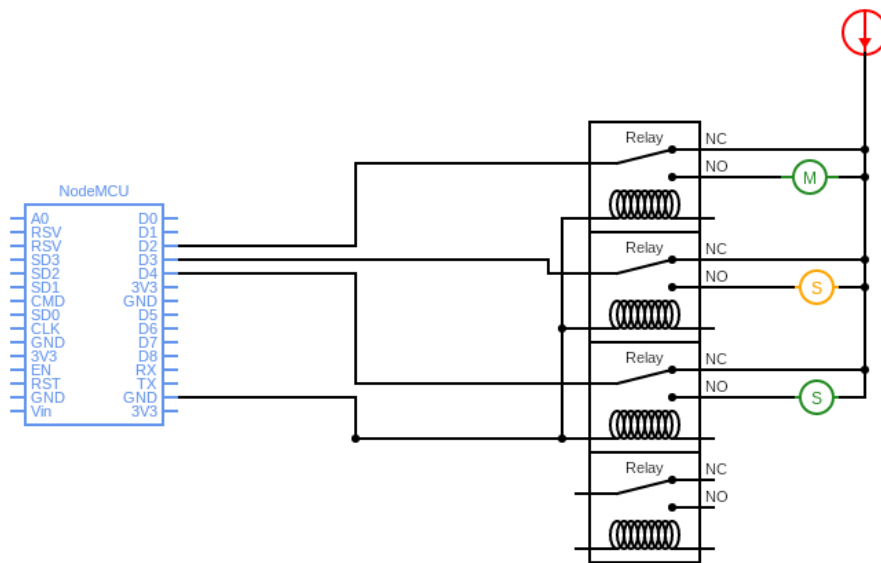 NodeMCU
A0 D0
RSV D1
RSV D2
SD3 D3
SD2 D4
SD1 3V3
CMD GND
SD0 D5
CLK D6
GND D7
3V3 D8
EN RX
RST TX
GND GND
Vin 3V3
Relay NC
NO
M
Relay NC
NO
S
Relay NC
NO
S
Relay NC
NO